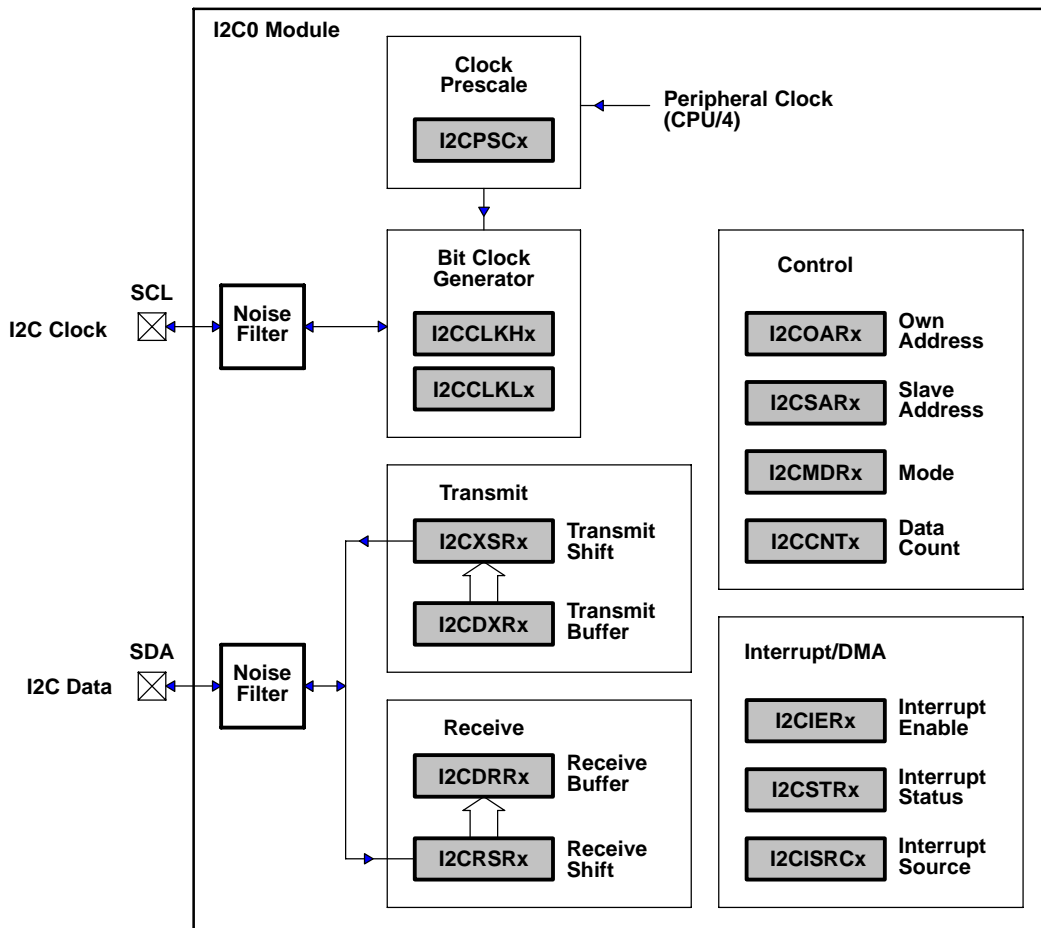 I2C0 Module
Clock
Prescale
I2CPSCx
Peripheral Clock
(CPU/4)
Bit Clock
Generator
I2CCLKHx
I2CCLKLx
SCL
I2C Clock
Noise
Filter
Control
I2COARx
Own
Address
I2CSARx
Slave
Address
I2CMDRx
Mode
I2CCNTx
Data
Count
Transmit
I2CXSRx
Transmit
Shift
I2CDXRx
Transmit
Buffer
SDA
I2C Data
Noise
Filter
Receive
I2CDRRx
Receive
Buffer
I2CRSRx
Receive
Shift
Interrupt/DMA
I2CIERx
Interrupt
Enable
I2CSTRx
Interrupt
Status
I2CISRCx
Interrupt
Source